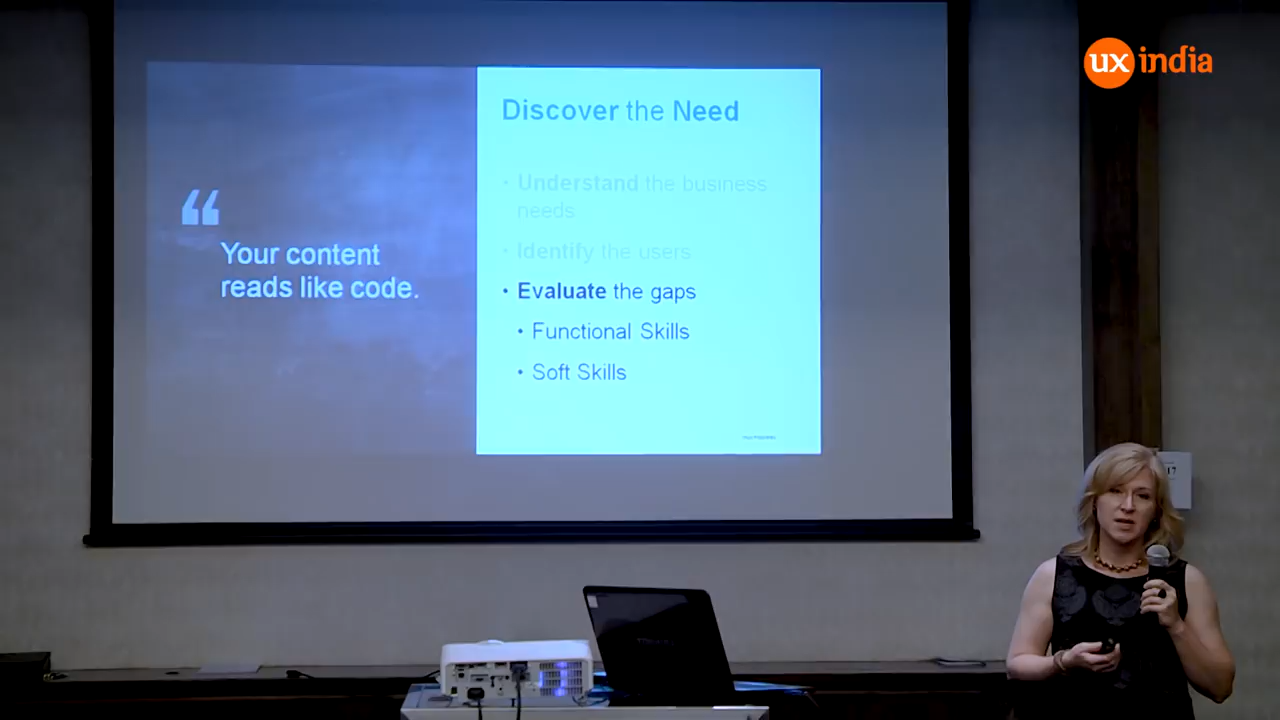 ux india
Discover the Need
• Understand the business
needs
“
Your content
reads like code.
• Identify the users
• Evaluate the gaps
• Functional Skills
• Soft Skills
17